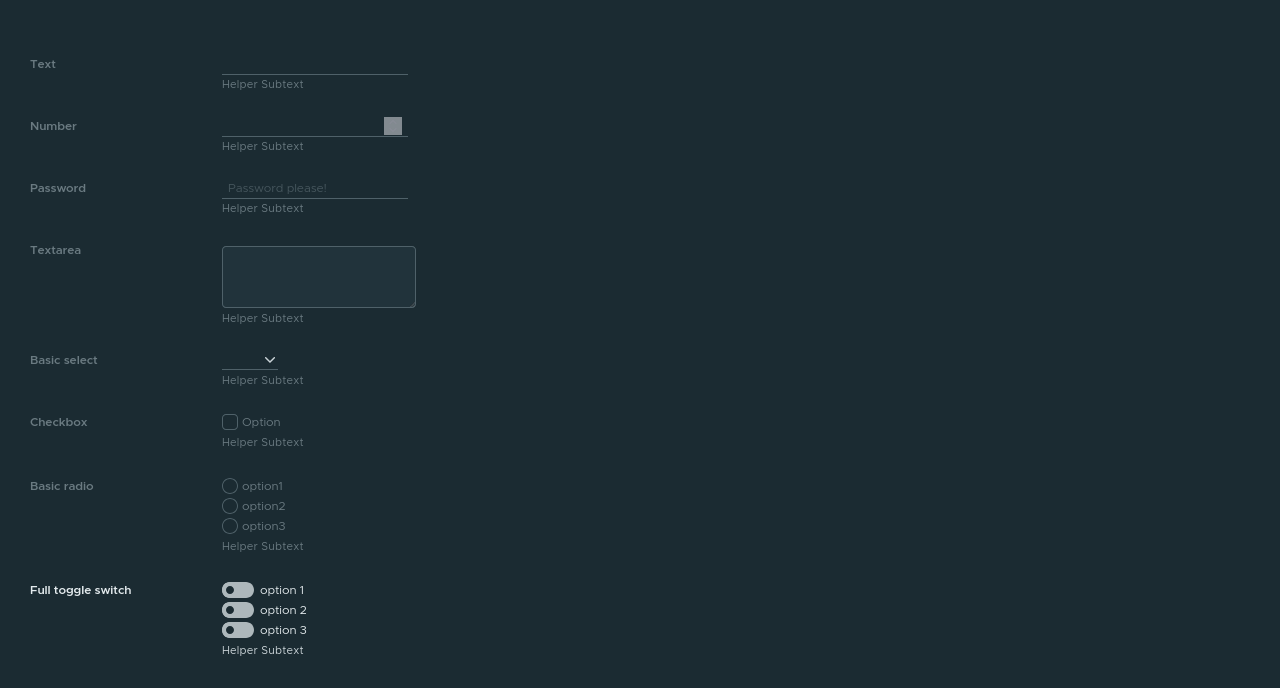 Text
Helper Subtext
Number
Helper Subtext
Password
Password please!
Helper Subtext
Textarea
Helper Subtext
Basic select
Helper Subtext
Checkbox
Option
Helper Subtext
Basic radio
option1
option2
option3
Helper Subtext
Full toggle switch
option 1
option 2
option 3
Helper Subtext